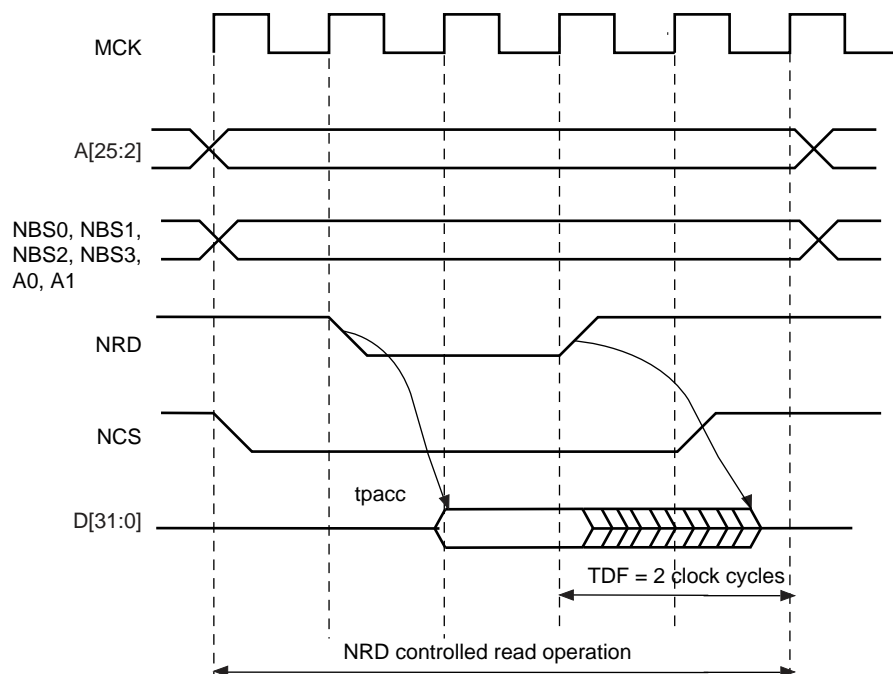 MCK
A[25:2]
NBS0, NBS1,
NBS2, NBS3,
A0, A1
NRD
NCS
tpacc
D[31:0]
TDF = 2 clock cycles
NRD controlled read operation